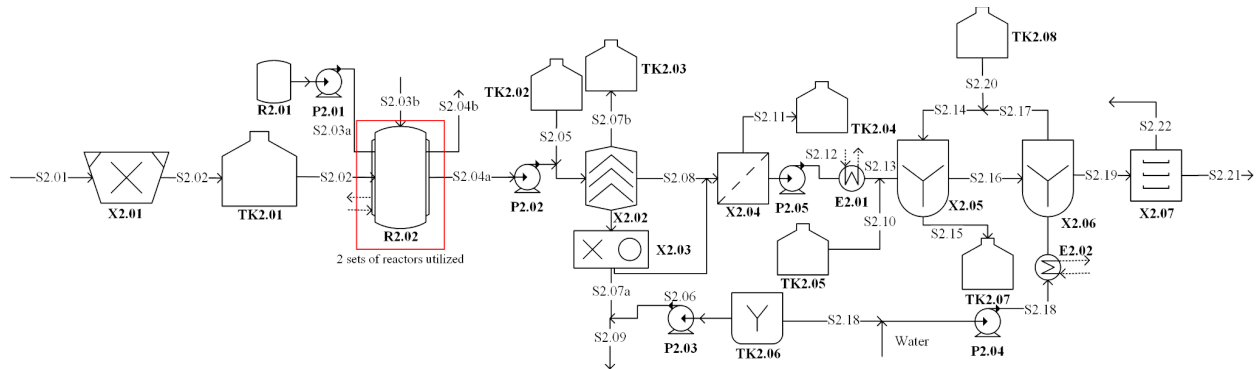 TK2.08
TK2.03
TK2.02
S2.20
R2.01
P2.01
S2.03b
S2.04b
S2.07b
S2.11
S2.14
S2.17
S2.03a
S2.05
TK2.04
S2.22
S2.12
S2.13
S2.01
S2.02
S2.02
S2.04a
S2.08
S2.16
S2.19
S2.21
X2.01
TK2.01
P2.02
X2.02
X2.04
P2.05
E2.01
X2.05
X2.06
X2.07
S2.10
R2.02
X2.03
S2.15
E2.02
2 sets of reactors utilized
TK2.05
S2.07a
S2.06
TK2.07
S2.18
S2.18
S2.09
P2.03
TK2.06
Water
P2.04